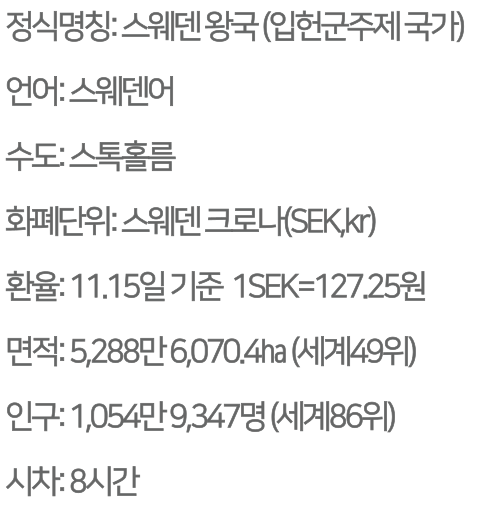 정식명칭: 스웨덴 왕국 (입헌군주제 국가)
언어: 스웨덴어
수도: 스톡홀름
화폐단위: 스웨덴 크로나(SEK,kr)
환율: 11.15일 기준 1SEK=127.25원
면적: 5,288만 6,070.4㏊ (세계49위)
인구: 1,054만 9,347명 (세계86위)
시차: 8시간